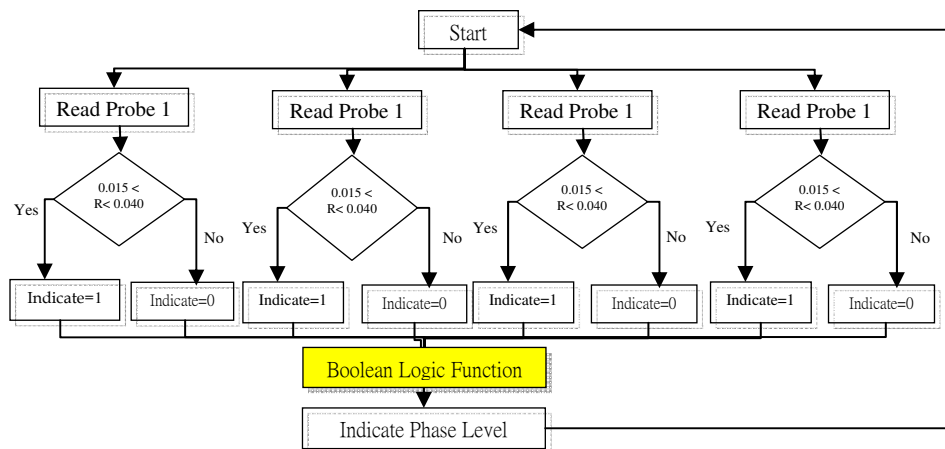 Start
Read Probe 1
Read Probe 1
Read Probe 1
Read Probe 1
0.015 <
R< 0.040
0.015 <
R< 0.040
0.015 <
R< 0.040
0.015 <
R< 0.040
Yes
No
Yes
No
Yes
No
Yes
No
Indicate=1
Indicate=0
Indicate=1
Indicate=0
Indicate=1
Indicate=0
Indicate=1
Indicate=0
Boolean Logic Function
Indicate Phase Level